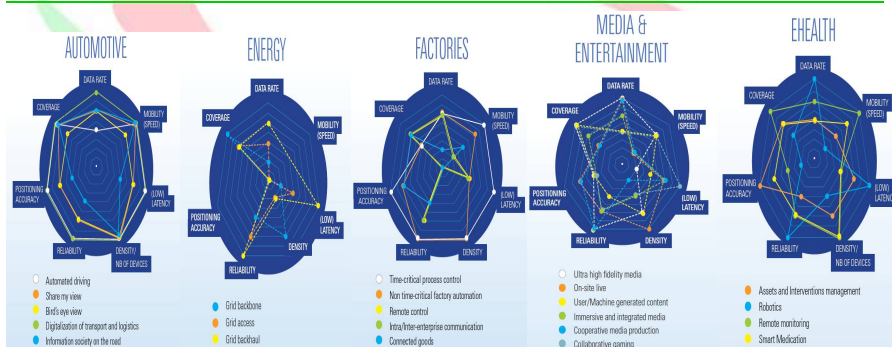 AUTOMOTIVE
DATA RATE
COVERAGE
MOBILITY
(SPEED)
POSITIONING
ACCURACY
(LOW)
LATENCY
RELIABILITY
DENSITY/
NB OF DEVICES
Automated driving
Share my view
Bird's eye view
Digitalization of transport and logistics
Information society on the road
ENERGY
DATA RATE
COVERAGE
MOBILITY
(SPEED)
POSITIONING
ACCURACY
(LOW)
LATENCY
DENSITY
RELIABILITY
Grid backbone
Grid access
Grid backhaul
FACTORIES
DATA RATE
COVERAGE
MOBILITY
(SPEED)
POSITIONING
ACCURACY
(LOW)
LATENCY
RELIABILITY
DENSITY
Time-critical process control
Non time-critical factory automation
Remote control
Intra/Inter-enterprise communication
Connected goods
MEDIA &
ENTERTAINMENT
DATA RATE
COVERAGE
MOBILITY
(SPEED)
POSITIONING
ACCURACY
(LOW)
LATENCY
RELIABILITY
DENSITY
Ultra high fidelity media
On-site live
User/Machine generated content
Immersive and integrated media
Cooperative media production
Collaborative gaming
EHEALTH
DATA RATE
COVERAGE
MOBILITY
(SPEED)
POSITIONING
ACCURACY
(LOW)
LATENCY
RELIABILITY
DENSITY/
NB OF DEVICES
Assets and Interventions management
Robotics
Remote monitoring
Smart Medication